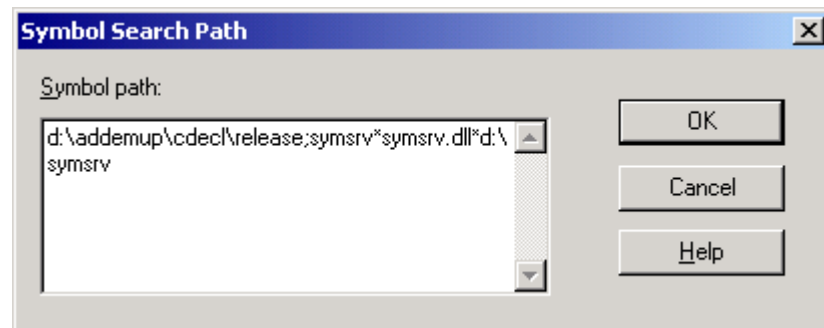 Symbol Search Path
Symbol path:
d:\addemup\cdecl\release;symsrv*symsrv.dll*d:\
symsrv
OK
Cancel
Help